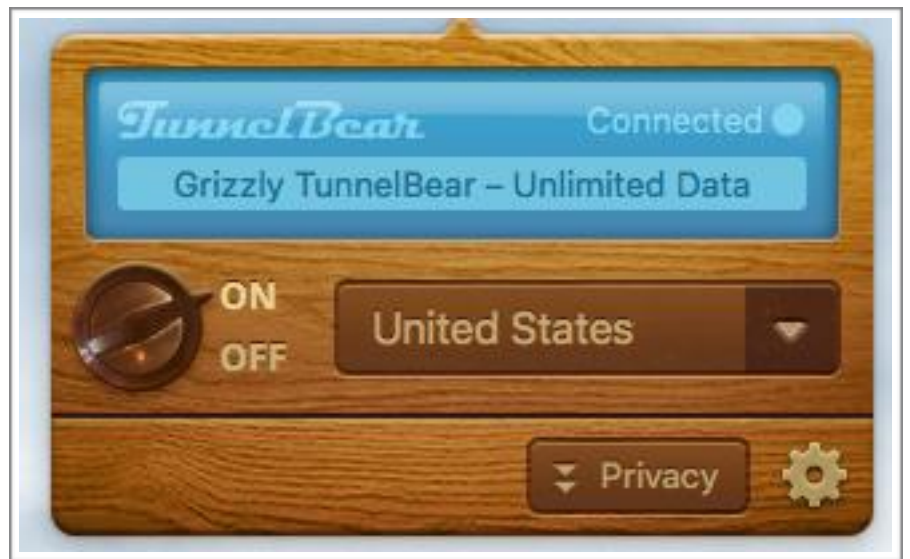 TunnelBear Connected
Grizzly TunnelBear – Unlimited Data
ON
OFF
United States
Privacy